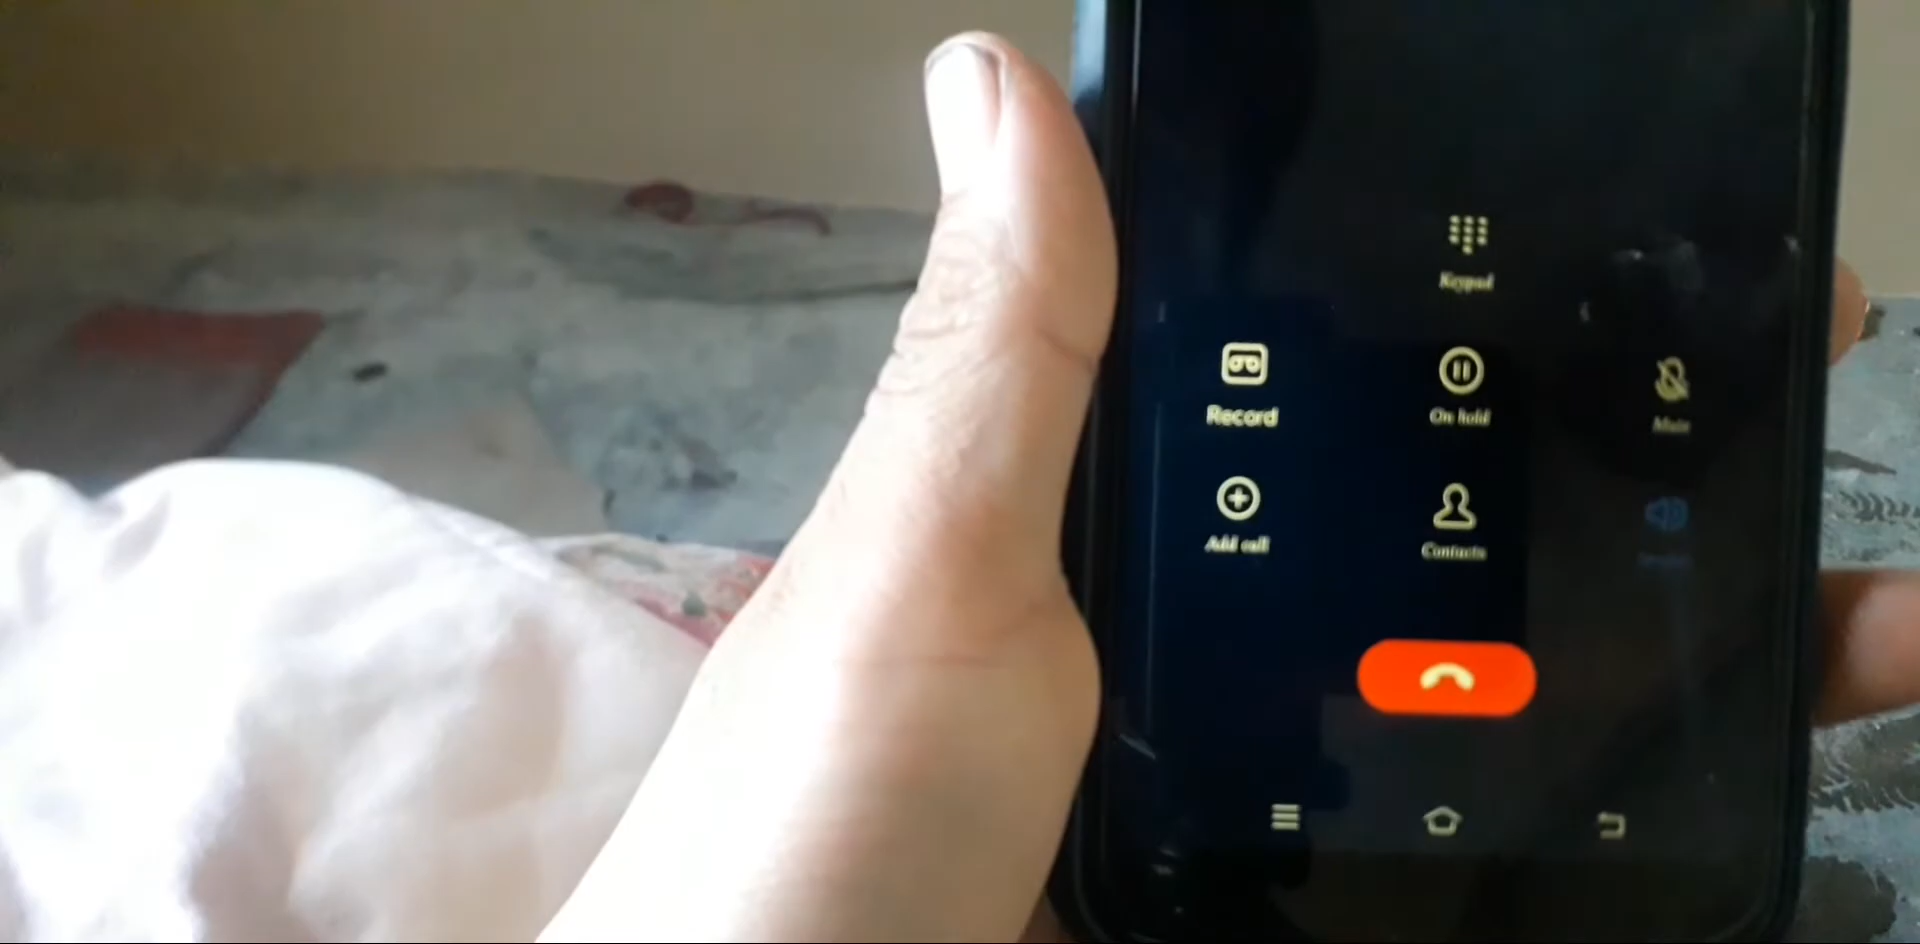 Keypad
Record
On hold
Mute
Add call
Contacts